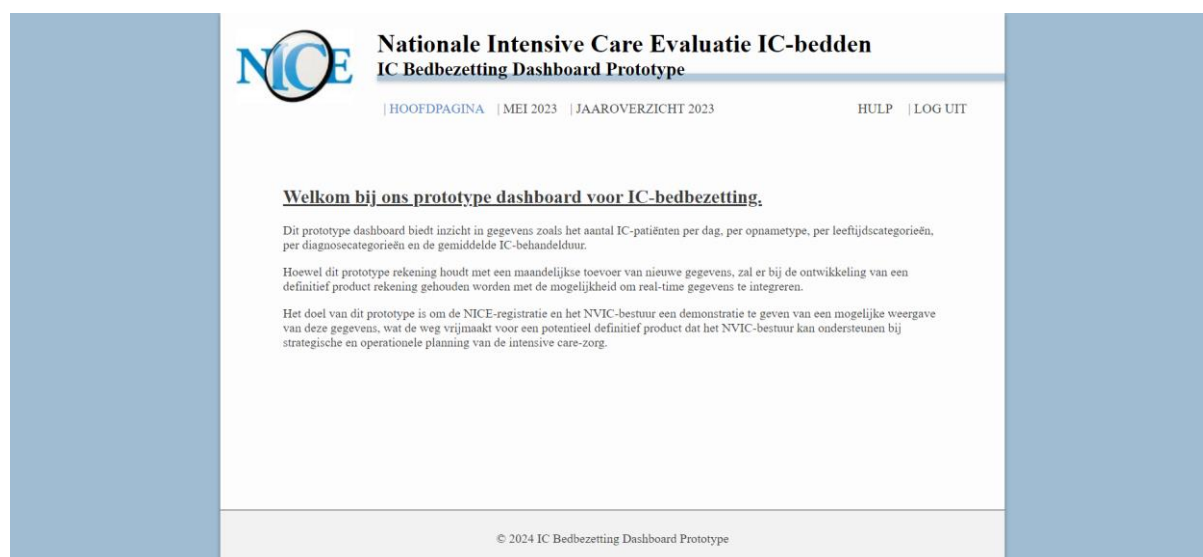 NICE
Nationale Intensive Care Evaluatie IC-bedden
IC Bedbezetting Dashboard Prototype
| HOOFDPAGINA | MEI 2023 | JAAROVERZICHT 2023 HULP | LOG UIT
Welkom bij ons prototype dashboard voor IC-bedbezetting.
Dit prototype dashboard biedt inzicht in gegevens zoals het aantal IC-patiënten per dag, per opnametype, per leeftijdscategorieën,
per diagnosecategorieën en de gemiddelde IC-behandelduur.
Hoewel dit prototype rekening houdt met een maandelijkse toevoer van nieuwe gegevens, zal er bij de ontwikkeling van een
definitief product rekening gehouden worden met de mogelijkheid om real-time gegevens te integreren.
Het doel van dit prototype is om de NICE-registratie en het NVIC-bestuur een demonstratie te geven van een mogelijke weergave
van deze gegevens, wat de weg vrijmaakt voor een potentieel definitief product dat het NVIC-bestuur kan ondersteunen bij
strategische en operationele planning van de intensive care-zorg.
© 2024 IC Bedbezetting Dashboard Prototype